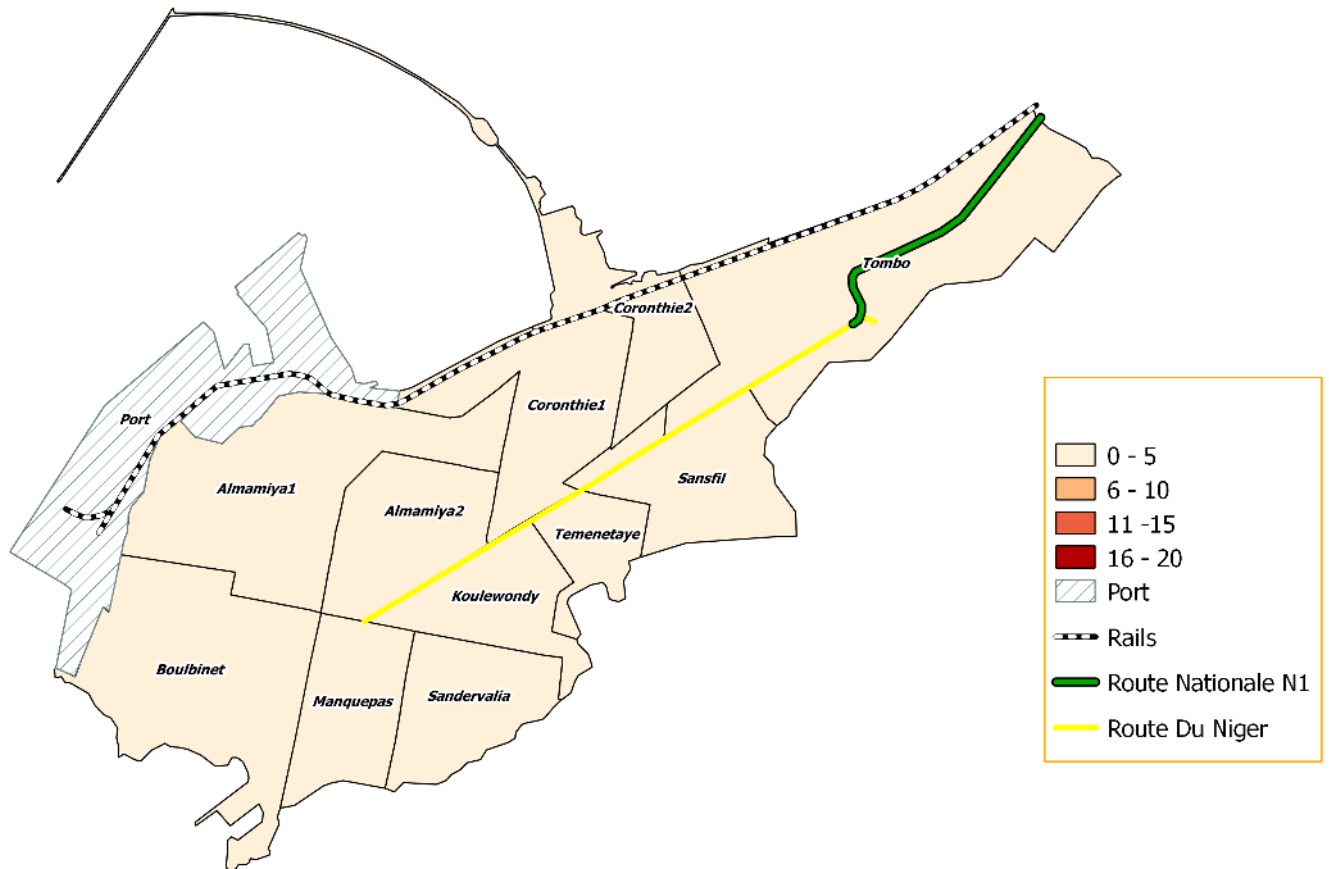 Tombo
Coronthie2
Coronthie1
Port
Sansfil
Almamiya1
Almamiya2
Temenetaye
Koulewondy
Boulbinet
Manquepas
Sandervalia
0 - 5
6 - 10
11 -15
16 - 20
Port
Rails
Route Nationale N1
Route Du Niger